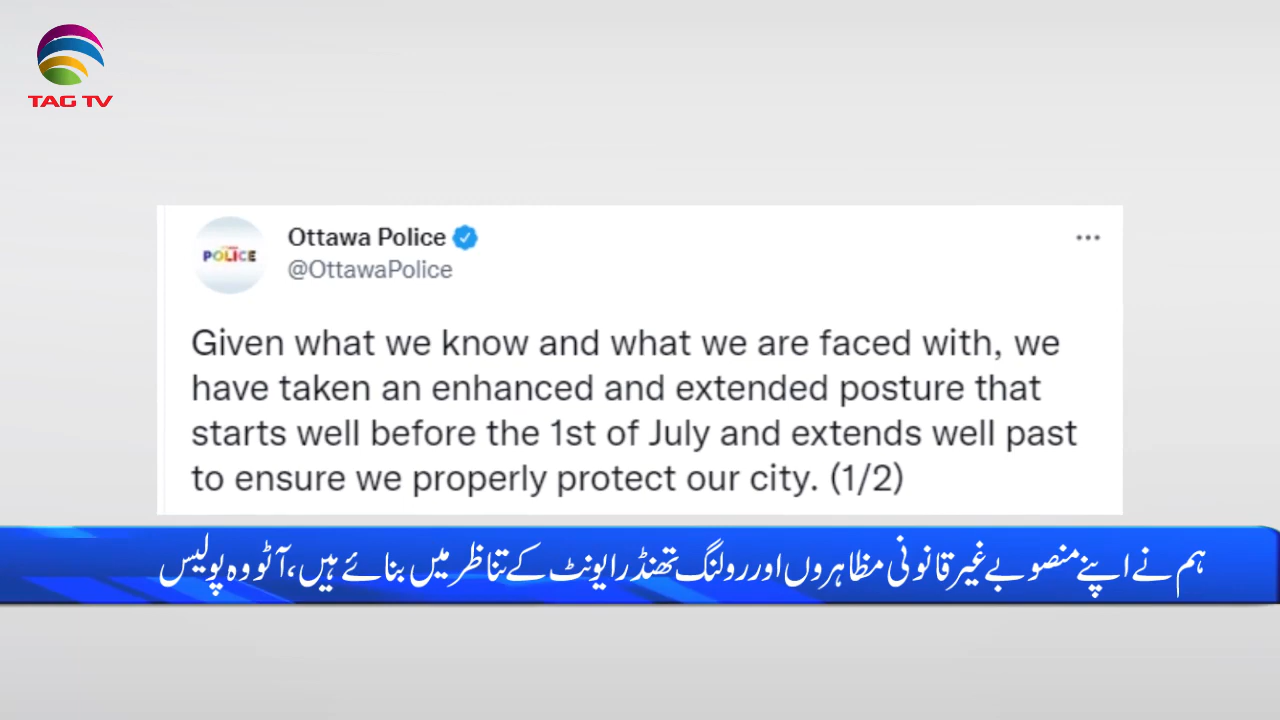 TAG TV
POLICE
Ottawa Police
@OttawaPolice
Given what we know and what we are faced with, we
have taken an enhanced and extended posture that
starts well before the 1st of July and extends well past
to ensure we properly protect our city. (1/2)
ہم نے اپنے منصوبے غیر قانونی مظاہروں اور رولنگ تھنڈر ایونٹ کے تناظر میں بنائے ہیں، آٹووہ پولیس